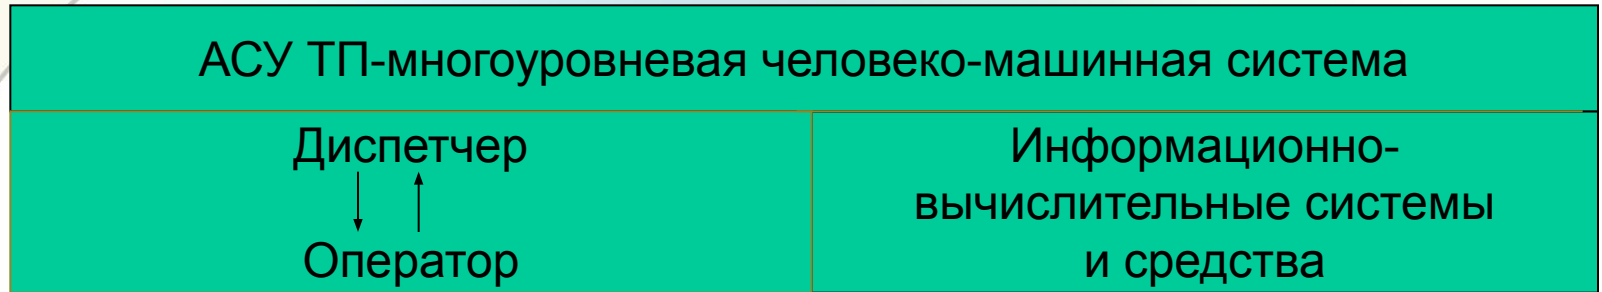 АСУ ТП-многоуровневая человеко-машинная система
Диспетчер
Оператор
Информационно-
вычислительные системы
и средства